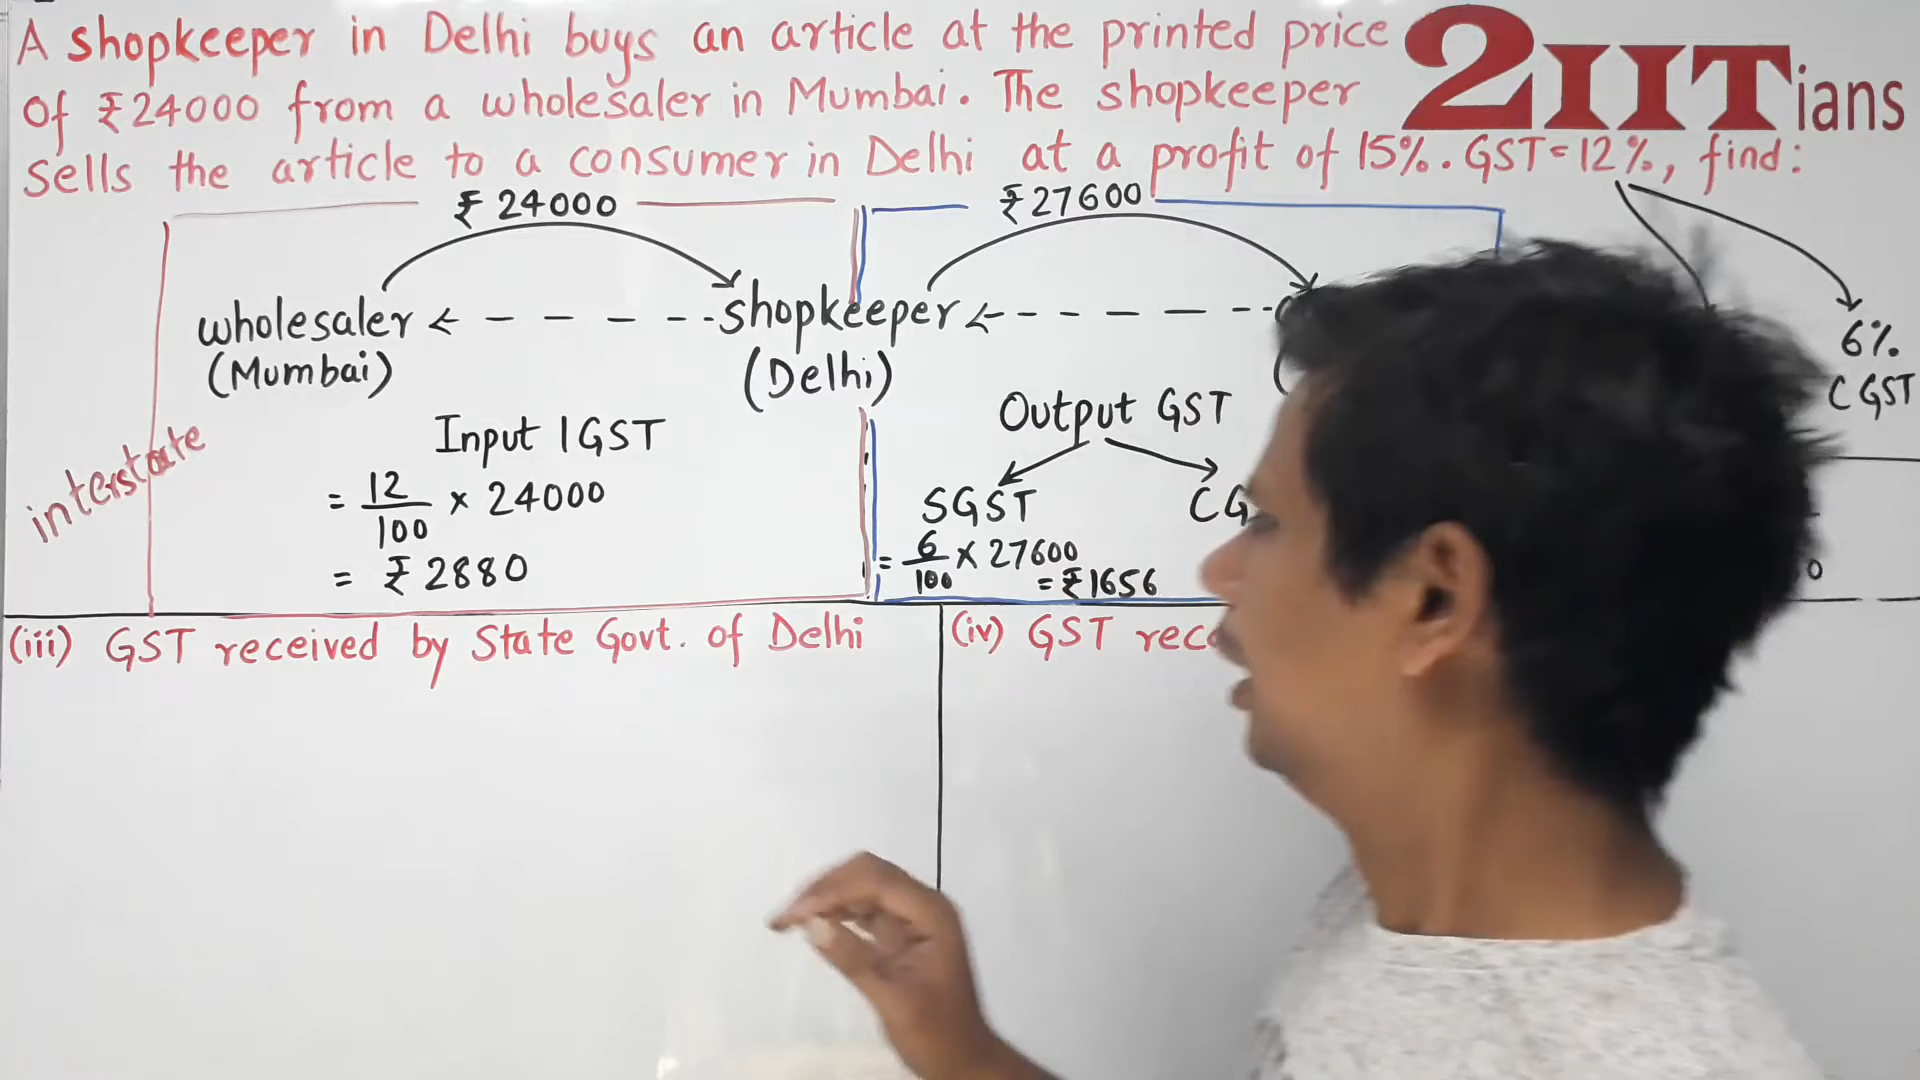 A shopkeeper in Delhi buys an article at the printed price
of ₹24000 from a wholesaler in Mumbai. The shopkeeper
sells the article to a consumer in Delhi at a profit of 15%. GST=12%, find:
2IITians
₹24000
₹27600
wholesaler
(Mumbai)
shopkeeper
(Delhi)
6%
CGST
interstate
Input IGST
= 12/100 × 24000
= ₹2880
Output GST
SGST
= 6/100 × 27600
= ₹1656
(iii) GST received by State Govt. of Delhi
(iv) GST